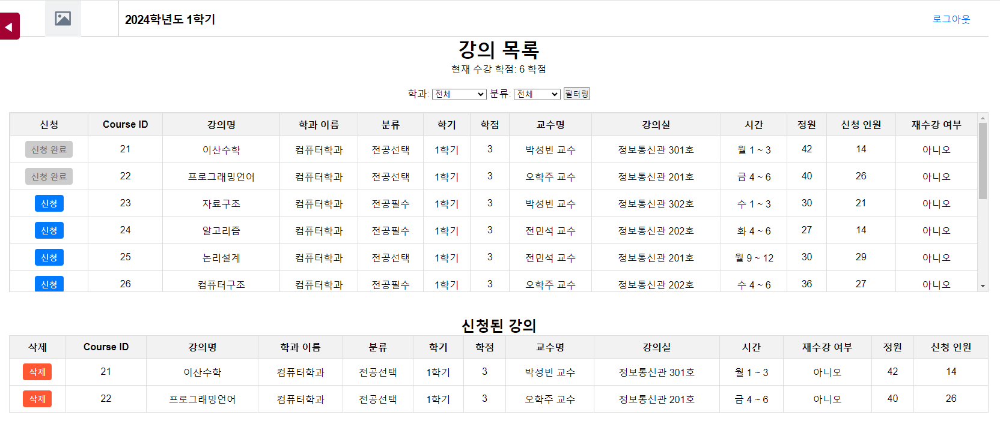 2024학년도 1학기 로그아웃
강의 목록
현재 수강 학점: 6 학점
학과: 전체 분류: 전체 필터링
신청 Course ID 강의명 학과 이름 분류 학기 학점 교수명 강의실 시간 정원 신청 인원 재수강 여부
신청 완료 21 이산수학 컴퓨터학과 전공선택 1학기 3 박성빈 교수 정보통신관 301호 월 1 ~ 3 42 14 아니오
신청 완료 22 프로그래밍언어 컴퓨터학과 전공선택 1학기 3 오학주 교수 정보통신관 201호 금 4 ~ 6 40 26 아니오
신청 23 자료구조 컴퓨터학과 전공필수 1학기 3 박성빈 교수 정보통신관 302호 수 1 ~ 3 30 21 아니오
신청 24 알고리즘 컴퓨터학과 전공필수 1학기 3 전민석 교수 정보통신관 202호 화 4 ~ 6 27 14 아니오
신청 25 논리설계 컴퓨터학과 전공선택 1학기 3 전민석 교수 정보통신관 201호 월 9 ~ 12 30 29 아니오
신청 26 컴퓨터구조 컴퓨터학과 전공필수 1학기 3 오학주 교수 정보통신관 202호 수 4 ~ 6 36 27 아니오
신청된 강의
삭제 Course ID 강의명 학과 이름 분류 학기 학점 교수명 강의실 시간 재수강 여부 정원 신청 인원
삭제 21 이산수학 컴퓨터학과 전공선택 1학기 3 박성빈 교수 정보통신관 301호 월 1 ~ 3 아니오 42 14
삭제 22 프로그래밍언어 컴퓨터학과 전공선택 1학기 3 오학주 교수 정보통신관 201호 금 4 ~ 6 아니오 40 26